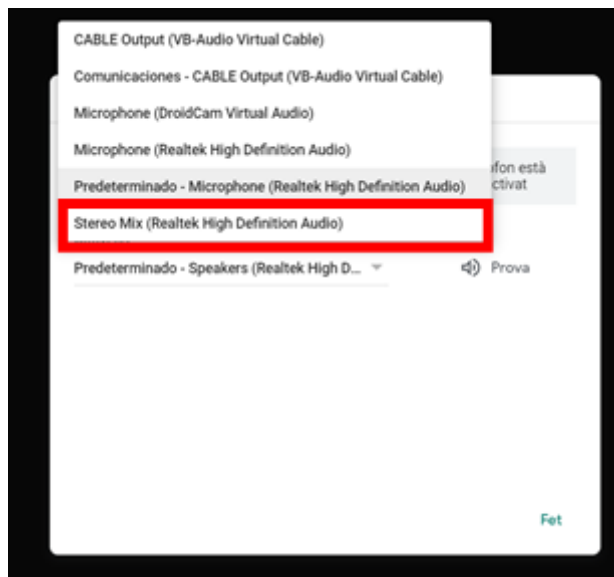 CABLE Output (VB-Audio Virtual Cable)
Comunicaciones - CABLE Output (VB-Audio Virtual Cable)
Microphone (DroidCam Virtual Audio)
Microphone (Realtek High Definition Audio)
ofon està
Predeterminado - Microphone (Realtek High Definition Audio)
ctivat
Stereo Mix (Realtek High Definition Audio)
Predeterminado - Speakers (Realtek High D...
Prova
Fet